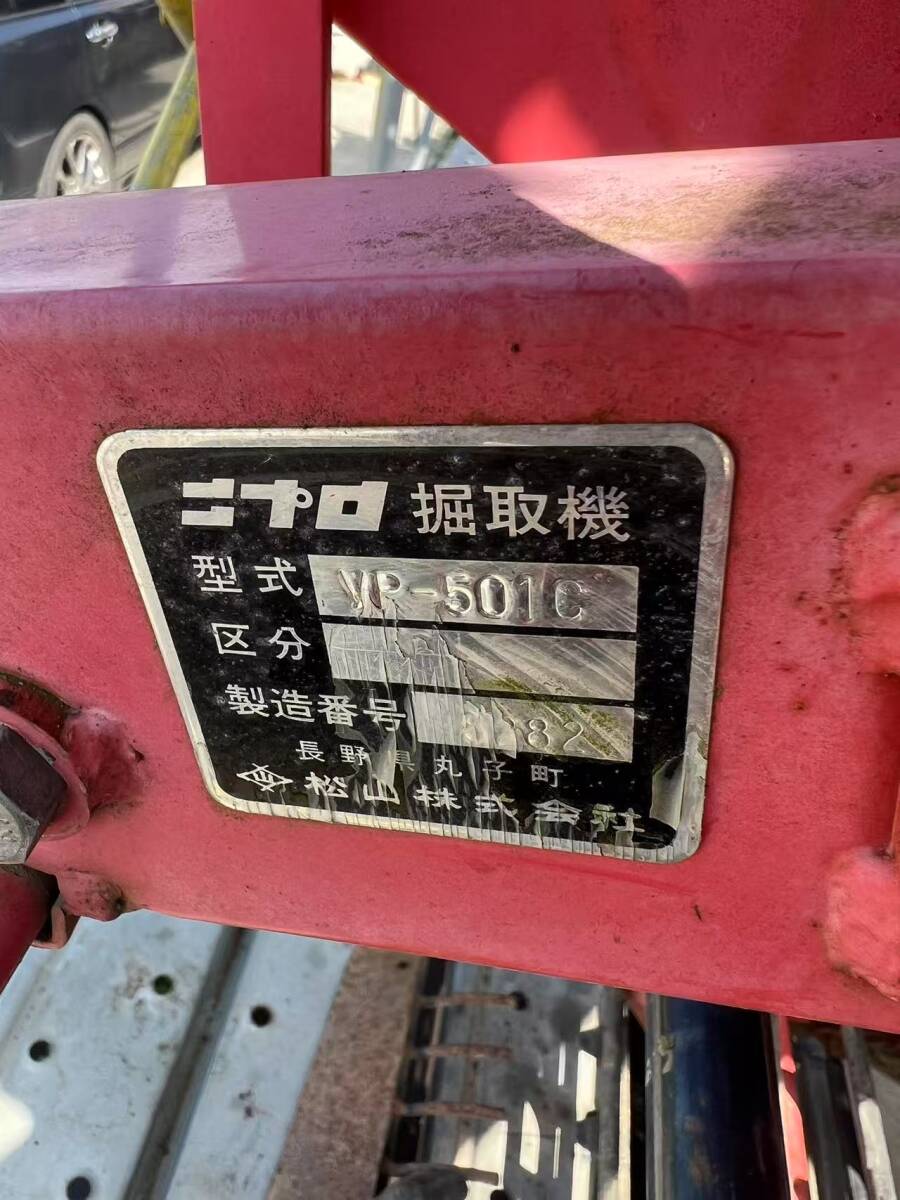 ニプロ 掘取機
型式 VP-501C
区分
製造番号 82
長野県丸子町
松山株式会社